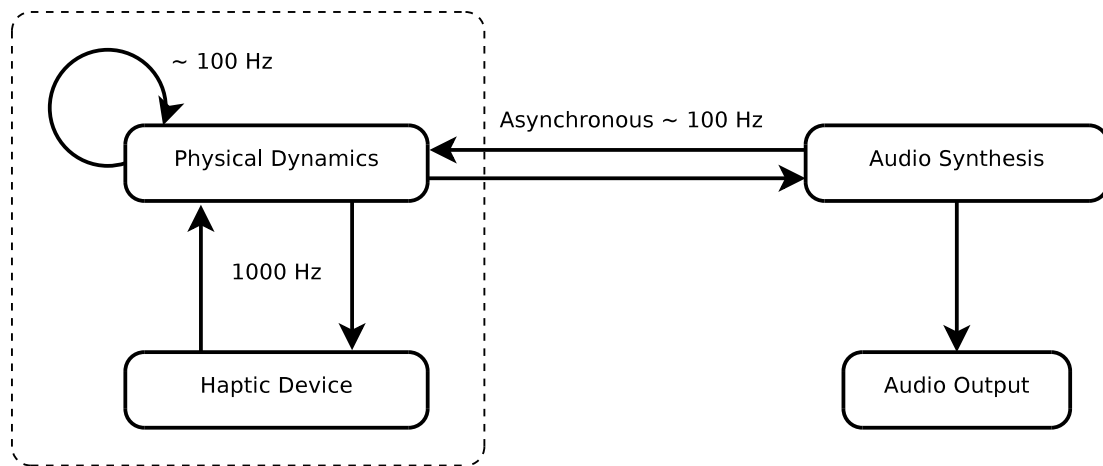 ~ 100 Hz
Asynchronous ~ 100 Hz
Physical Dynamics
Audio Synthesis
1000 Hz
Haptic Device
Audio Output